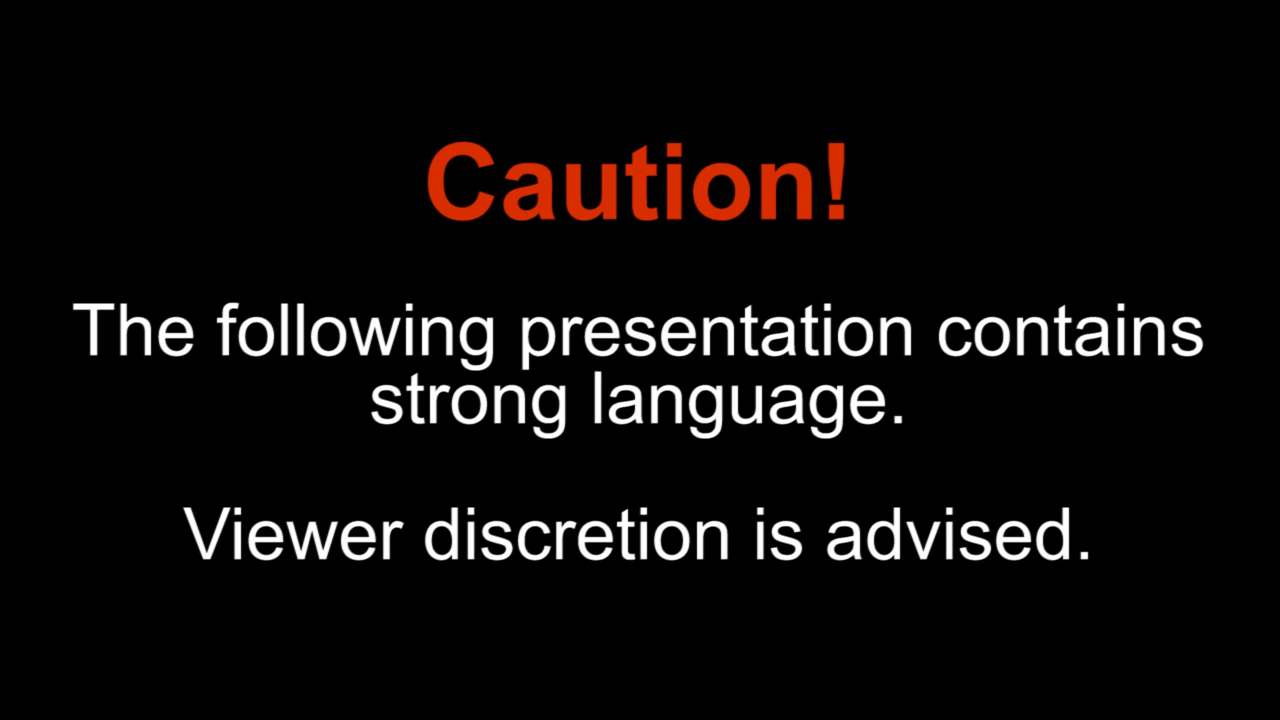 Caution!
The following presentation contains
strong language.
Viewer discretion is advised.